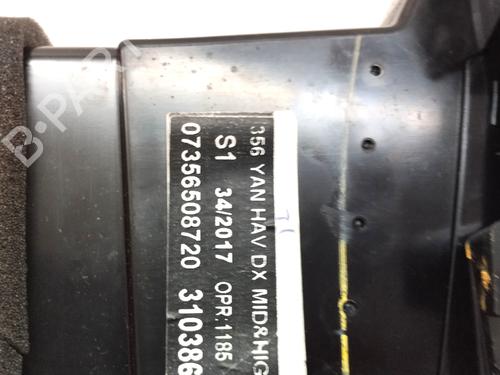 356 YAN HAV.DX MID&HIG
S1 34/2017 OPR:1185
07356508720 310386
B-PARTS